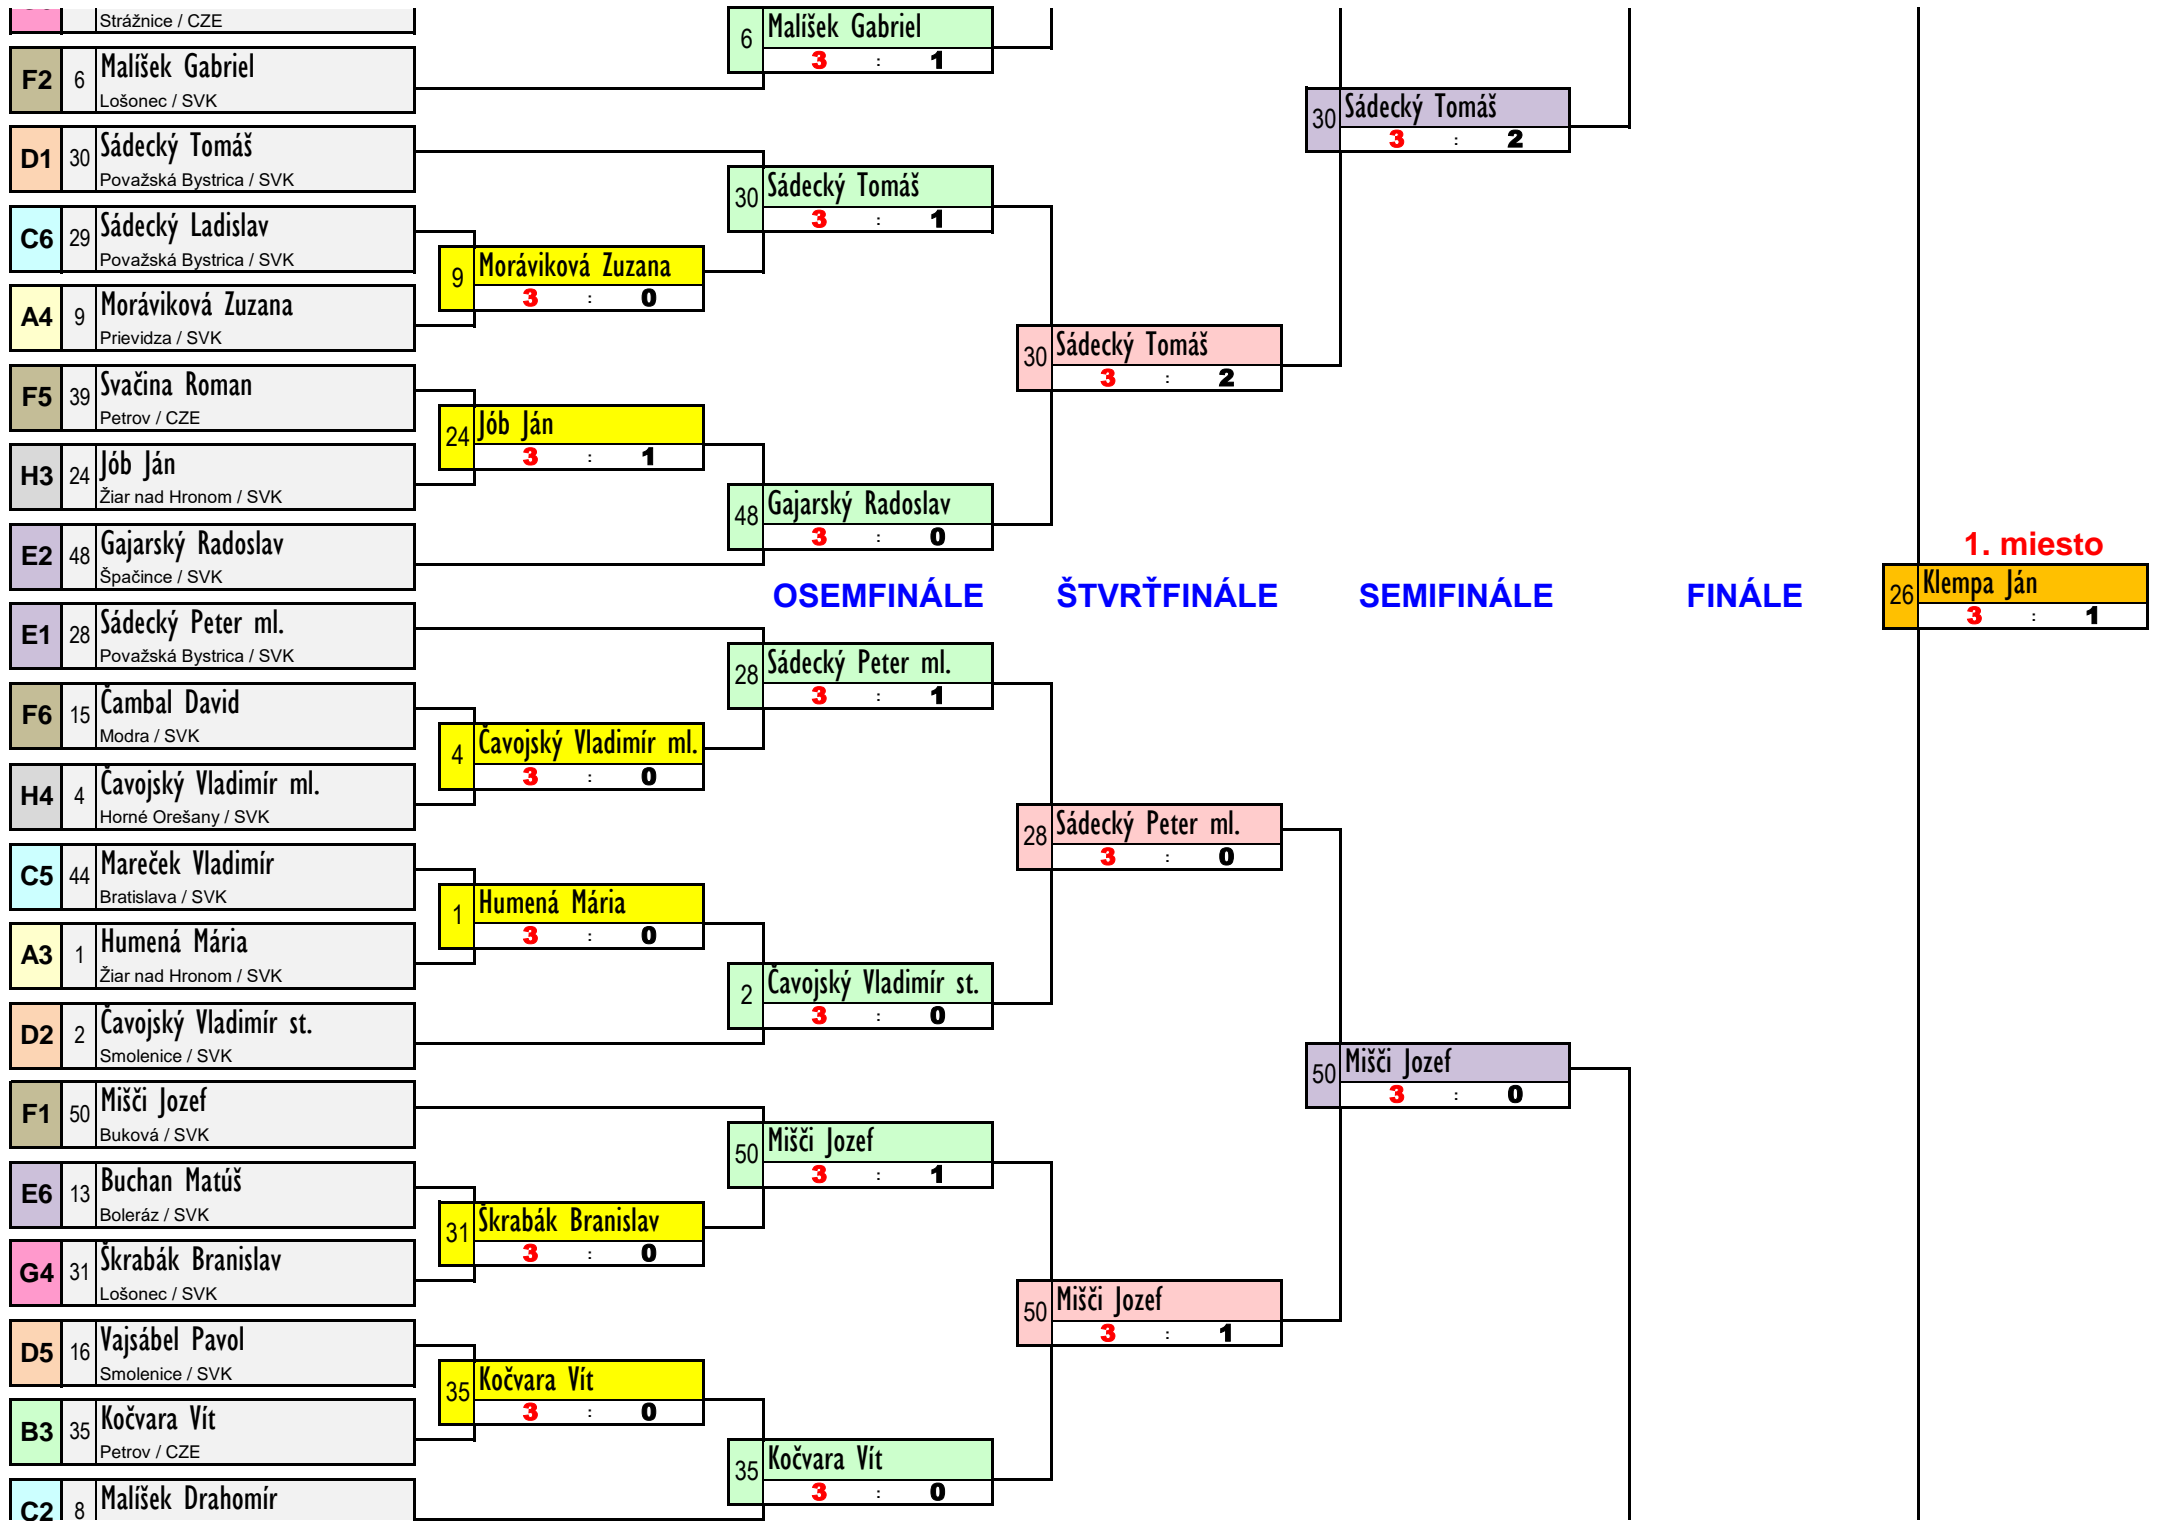 Strážnice / CZE
F2 6 Malíšek Gabriel
Lošonec / SVK
D1 30 Sádecký Tomáš
Považská Bystrica / SVK
C6 29 Sádecký Ladislav
Považská Bystrica / SVK
A4 9 Moráviková Zuzana
Prievidza / SVK
F5 39 Svačina Roman
Petrov / CZE
H3 24 Jób Ján
Žiar nad Hronom / SVK
E2 48 Gajarský Radoslav
Špačince / SVK
E1 28 Sádecký Peter ml.
Považská Bystrica / SVK
F6 15 Čambal David
Modra / SVK
H4 4 Čavojský Vladimír ml.
Horné Orešany / SVK
C5 44 Mareček Vladimír
Bratislava / SVK
A3 1 Humená Mária
Žiar nad Hronom / SVK
D2 2 Čavojský Vladimír st.
Smolenice / SVK
F1 50 Mišči Jozef
Buková / SVK
E6 13 Buchan Matúš
Boleráz / SVK
G4 31 Škrabák Branislav
Lošonec / SVK
D5 16 Vajsábel Pavol
Smolenice / SVK
B3 35 Kočvara Vít
Petrov / CZE
C2 8 Malíšek Drahomír
9 Moráviková Zuzana
3 : 0
24 Jób Ján
3 : 1
4 Čavojský Vladimír ml.
3 : 0
1 Humená Mária
3 : 0
31 Škrabák Branislav
3 : 0
35 Kočvara Vít
3 : 0
6 Malíšek Gabriel
3 : 1
30 Sádecký Tomáš
3 : 1
48 Gajarský Radoslav
3 : 0
OSEMFINÁLE ŠTVRŤFINÁLE SEMIFINÁLE FINÁLE
28 Sádecký Peter ml.
3 : 1
2 Čavojský Vladimír st.
3 : 0
50 Mišči Jozef
3 : 1
35 Kočvara Vít
3 : 0
30 Sádecký Tomáš
3 : 2
28 Sádecký Peter ml.
3 : 0
50 Mišči Jozef
3 : 1
30 Sádecký Tomáš
3 : 2
50 Mišči Jozef
3 : 0
1. miesto
26 Klempa Ján
3 : 1